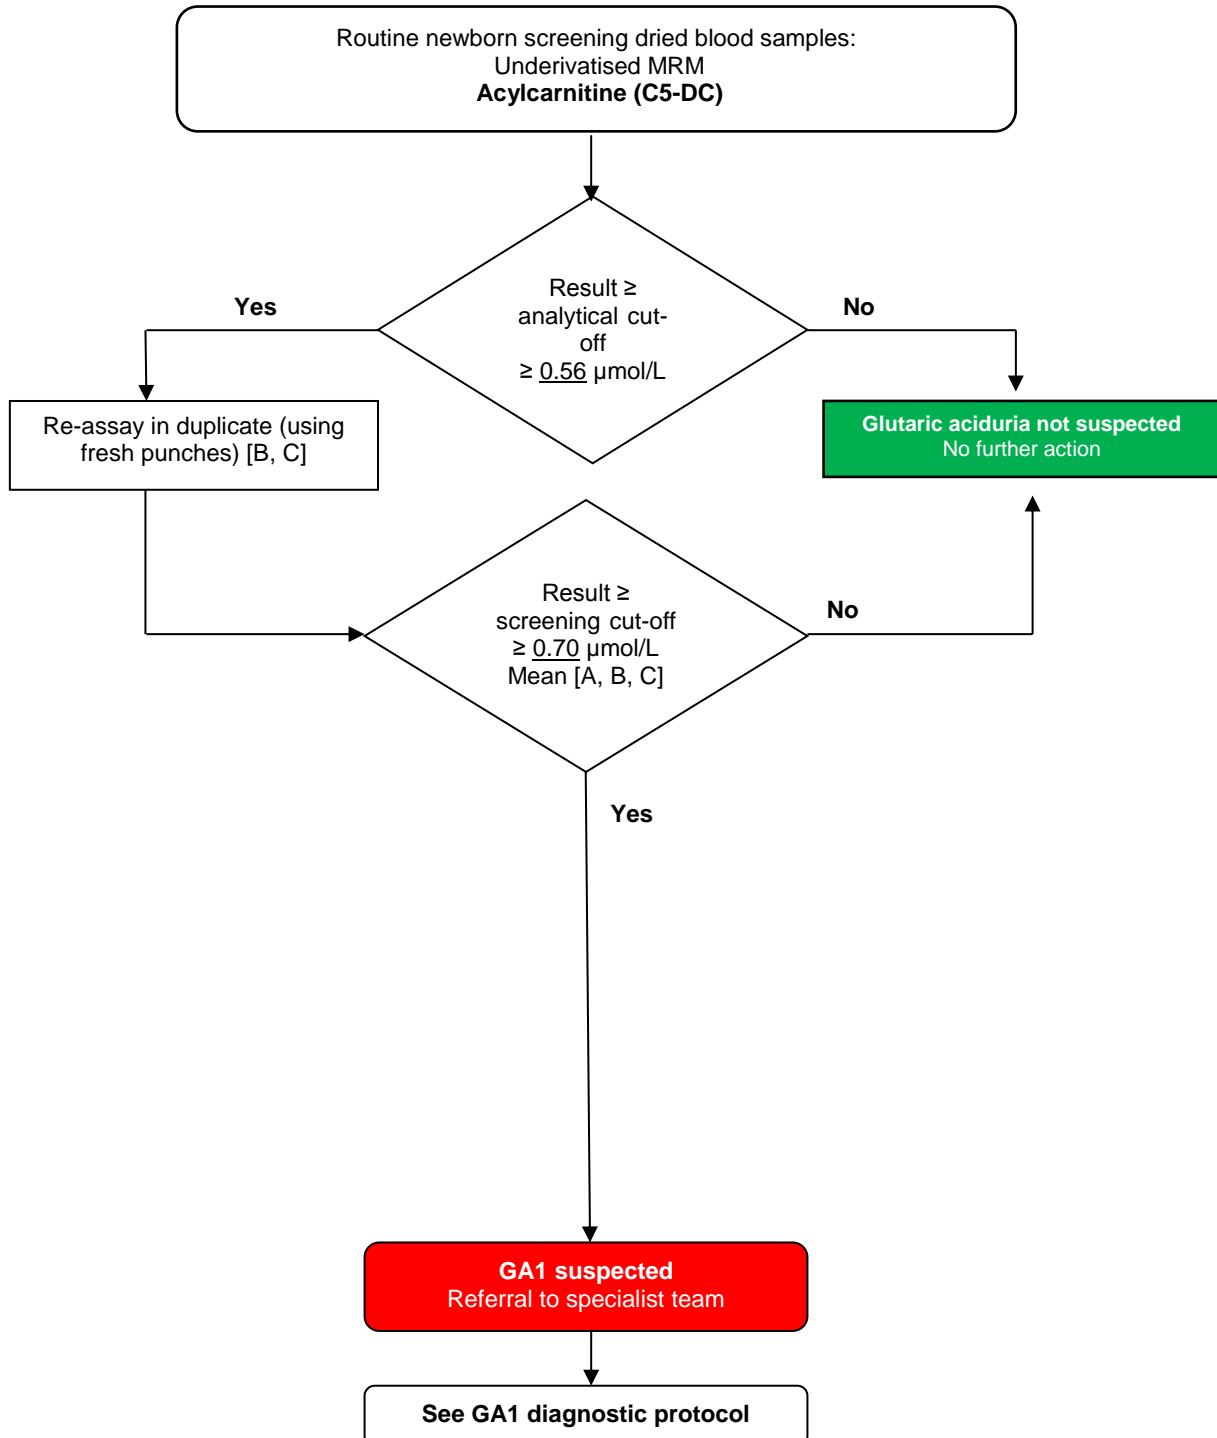 Routine newborn screening dried blood samples:
Underivatised MRM
Acylcarnitine (C5-DC)
Result ≥
analytical cut-
off
≥ 0.56 µmol/L
Yes
No
Re-assay in duplicate (using
fresh punches) [B, C]
Glutaric aciduria not suspected
No further action
Result ≥
screening cut-off
≥ 0.70 µmol/L
Mean [A, B, C]
No
Yes
GA1 suspected
Referral to specialist team
See GA1 diagnostic protocol